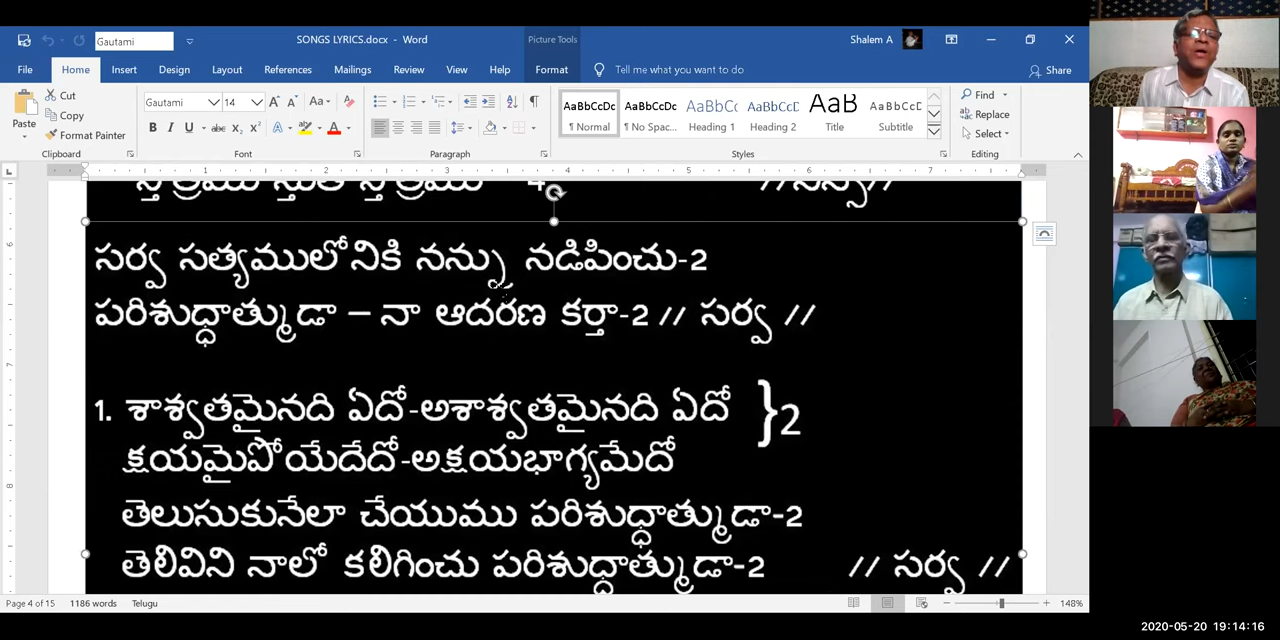 Gautami
SONGS LYRICS.docx - Word
Picture Tools
Shalem A
File Home Insert Design Layout References Mailings Review View Help Format Tell me what you want to do Share
Paste
Cut
Copy
Format Painter
Gautami 14
AaBbCcDc AaBbCcDc AaBbCc AaBbCcD AaB AaBbCcD
¶ Normal ¶ No Spac... Heading 1 Heading 2 Title Subtitle
Find
Replace
Select
Clipboard Font Paragraph Styles Editing
సర్వ సత్యములోనికి నన్ను నడిపించు-2
పరిశుద్ధాత్ముడా – నా ఆదరణ కర్తా-2 // సర్వ //
1. శాశ్వతమైనది ఏదో-అశాశ్వతమైనది ఏదో }2
క్షయమైపోయేదేదో-అక్షయభాగ్యమేదో
తెలుసుకునేలా చేయుము పరిశుద్ధాత్ముడా-2
తెలివిని నాలో కలిగించు పరిశుద్ధాత్ముడా-2 // సర్వ //
Page 4 of 15 1186 words Telugu 148%
2020-05-20 19:14:16